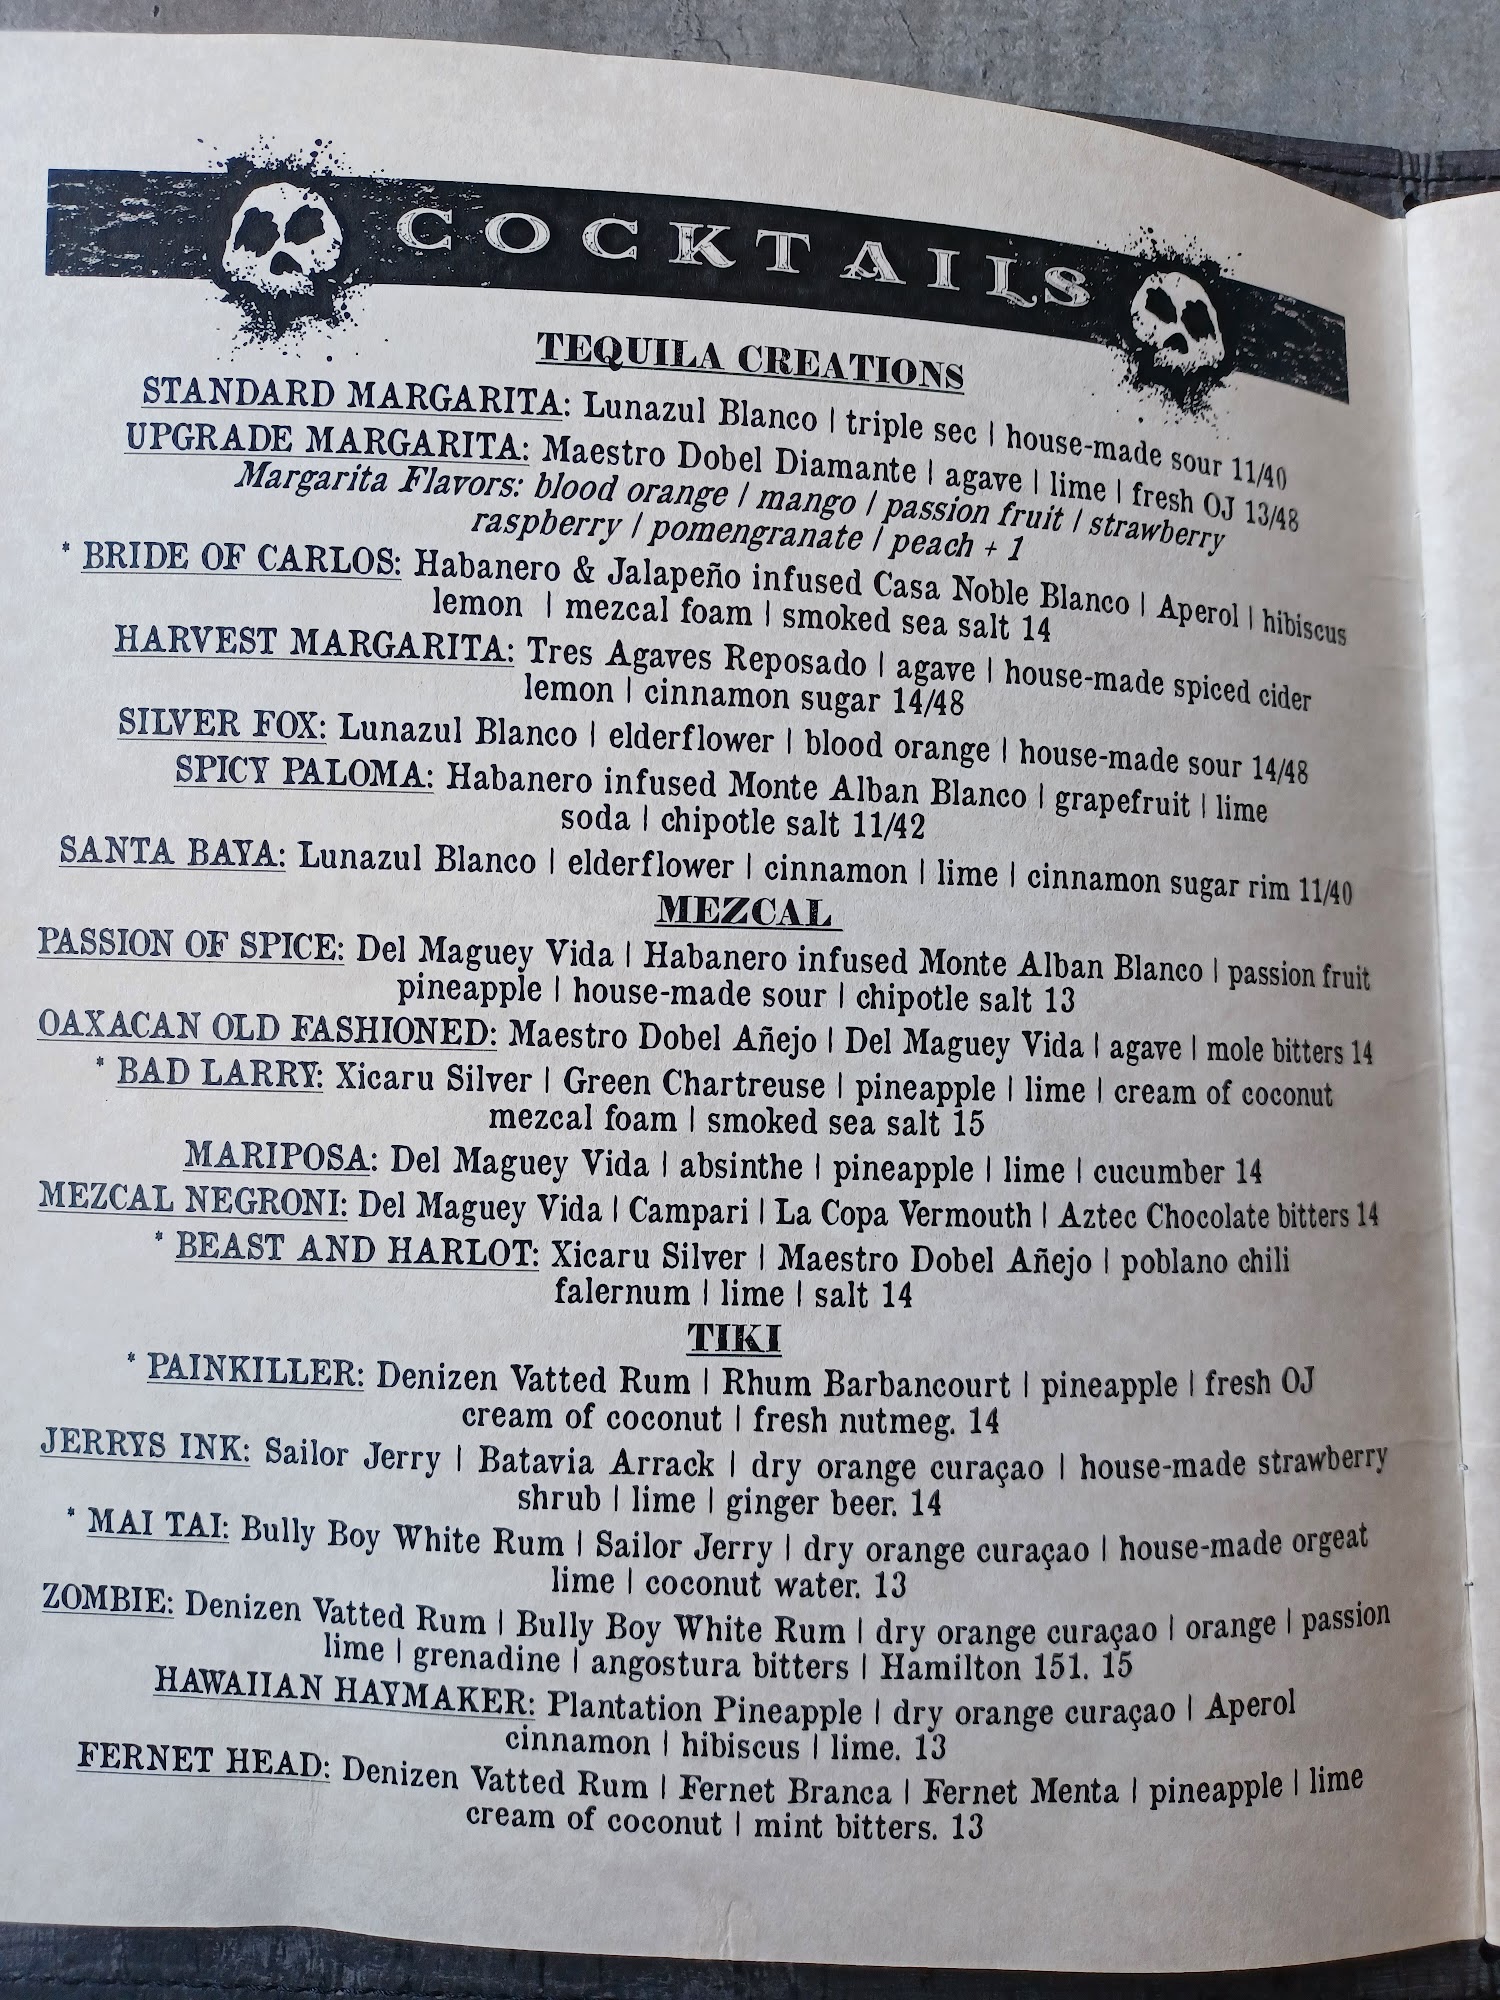 COCKTAILS
TEQUILA CREATIONS
STANDARD MARGARITA: Lunazul Blanco | triple sec | house-made sour 11/40
UPGRADE MARGARITA: Maestro Dobel Diamante | agave | lime | fresh OJ 13/48
Margarita Flavors: blood orange | mango | passion fruit | strawberry
raspberry | pomengranate | peach + 1
* BRIDE OF CARLOS: Habanero & Jalapeño infused Casa Noble Blanco | Aperol | hibiscus
lemon | mezcal foam | smoked sea salt 14
HARVEST MARGARITA: Tres Agaves Reposado | agave | house-made spiced cider
lemon | cinnamon sugar 14/48
SILVER FOX: Lunazul Blanco | elderflower | blood orange | house-made sour 14/48
SPICY PALOMA: Habanero infused Monte Alban Blanco | grapefruit | lime
soda | chipotle salt 11/42
SANTA BAYA: Lunazul Blanco | elderflower | cinnamon | lime | cinnamon sugar rim 11/40
MEZCAL
PASSION OF SPICE: Del Maguey Vida | Habanero infused Monte Alban Blanco | passion fruit
pineapple | house-made sour | chipotle salt 13
OAXACAN OLD FASHIONED: Maestro Dobel Añejo | Del Maguey Vida | agave | mole bitters 14
* BAD LARRY: Xicaru Silver | Green Chartreuse | pineapple | lime | cream of coconut
mezcal foam | smoked sea salt 15
MARIPOSA: Del Maguey Vida | absinthe | pineapple | lime | cucumber 14
MEZCAL NEGRONI: Del Maguey Vida | Campari | La Copa Vermouth | Aztec Chocolate bitters 14
* BEAST AND HARLOT: Xicaru Silver | Maestro Dobel Añejo | poblano chili
falernum | lime | salt 14
TIKI
* PAINKILLER: Denizen Vatted Rum | Rhum Barbancourt | pineapple | fresh OJ
cream of coconut | fresh nutmeg. 14
JERRYS INK: Sailor Jerry | Batavia Arrack | dry orange curaçao | house-made strawberry
shrub | lime | ginger beer. 14
* MAI TAI: Bully Boy White Rum | Sailor Jerry | dry orange curaçao | house-made orgeat
lime | coconut water. 13
ZOMBIE: Denizen Vatted Rum | Bully Boy White Rum | dry orange curaçao | orange | passion
lime | grenadine | angostura bitters | Hamilton 151. 15
HAWAIIAN HAYMAKER: Plantation Pineapple | dry orange curaçao | Aperol
cinnamon | hibiscus | lime. 13
FERNET HEAD: Denizen Vatted Rum | Fernet Branca | Fernet Menta | pineapple | lime
cream of coconut | mint bitters. 13